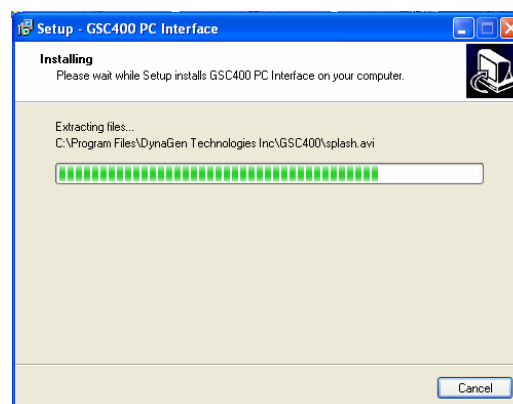 Setup - GSC400 PC Interface
Installing
Please wait while Setup installs GSC400 PC Interface on your computer.
Extracting files...
C:\Program Files\DynaGen Technologies Inc\GSC400\splash.avi
Cancel